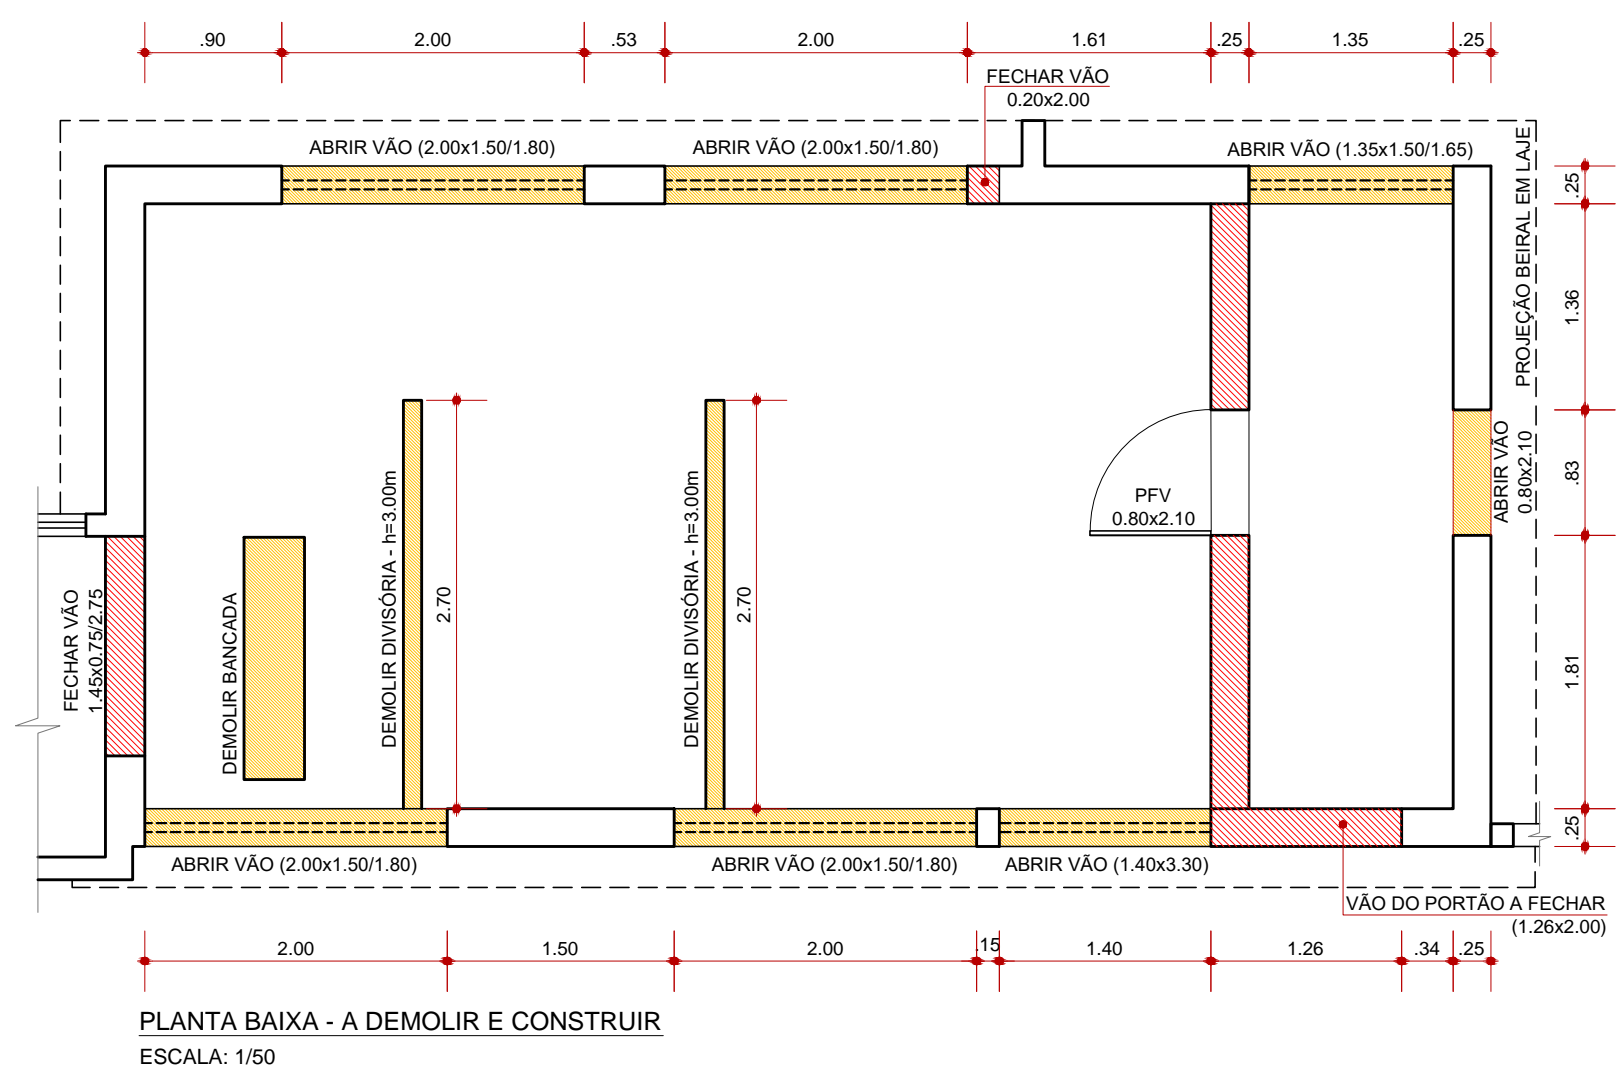 .90
2.00
.53
2.00
1.61
.25
1.35
.25
FECHAR VÃO
0.20x2.00
ABRIR VÃO (2.00x1.50/1.80)
ABRIR VÃO (2.00x1.50/1.80)
ABRIR VÃO (1.35x1.50/1.65)
PROJEÇÃO BEIRAL EM LAJE
.25
1.36
.83
1.81
.25
ABRIR VÃO
0.80x2.10
PFV
0.80x2.10
FECHAR VÃO
1.45x0.75/2.75
DEMOLIR BANCADA
DEMOLIR DIVISÓRIA - h=3.00m
2.70
DEMOLIR DIVISÓRIA - h=3.00m
2.70
ABRIR VÃO (2.00x1.50/1.80)
ABRIR VÃO (2.00x1.50/1.80)
ABRIR VÃO (1.40x3.30)
VÃO DO PORTÃO A FECHAR
(1.26x2.00)
2.00
1.50
2.00
.15
1.40
1.26
.34
.25
PLANTA BAIXA - A DEMOLIR E CONSTRUIR
ESCALA: 1/50